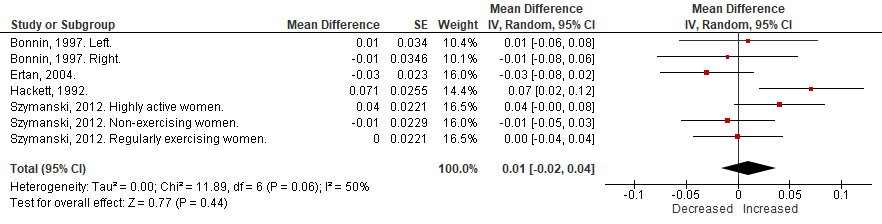 Mean Difference Mean Difference
Study or Subgroup Mean Difference SE Weight IV, Random, 95% CI IV, Random, 95% CI
Bonnin, 1997. Left. 0.01 0.034 10.4% 0.01 [-0.06, 0.08]
Bonnin, 1997. Right. -0.01 0.0346 10.1% -0.01 [-0.08, 0.06]
Ertan, 2004. -0.03 0.023 16.0% -0.03 [-0.08, 0.02]
Hackett, 1992. 0.071 0.0255 14.4% 0.07 [0.02, 0.12]
Szymanski, 2012. Highly active women. 0.04 0.0221 16.5% 0.04 [-0.00, 0.08]
Szymanski, 2012. Non-exercising women. -0.01 0.0229 16.1% -0.01 [-0.05, 0.03]
Szymanski, 2012. Regularly exercising women. 0 0.0221 16.5% 0.00 [-0.04, 0.04]
Total (95% CI) 100.0% 0.01 [-0.02, 0.04]
Heterogeneity: Tau² = 0.00; Chi² = 11.89, df = 6 (P = 0.06); I² = 50%
Test for overall effect: Z = 0.77 (P = 0.44)
-0.1 -0.05 0 0.05 0.1
Decreased Increased